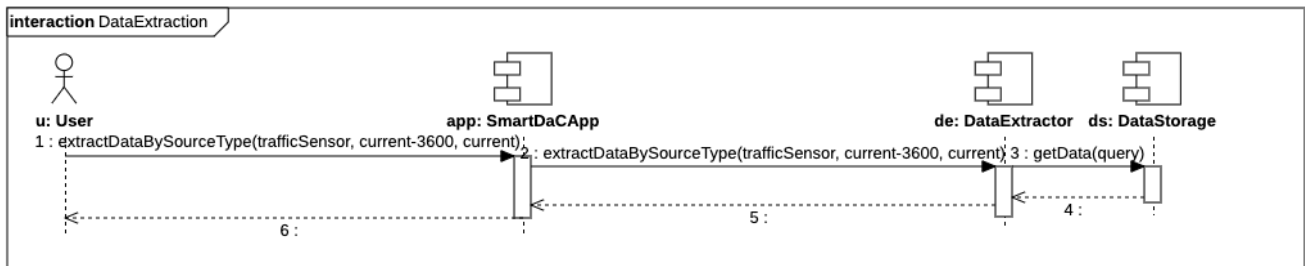 interaction DataExtraction
u: User
app: SmartDaCApp
de: DataExtractor
ds: DataStorage
1 : extractDataBySourceType(trafficSensor, current-3600, current)
2 : extractDataBySourceType(trafficSensor, current-3600, current)
3 : getData(query)
4 :
5 :
6 :